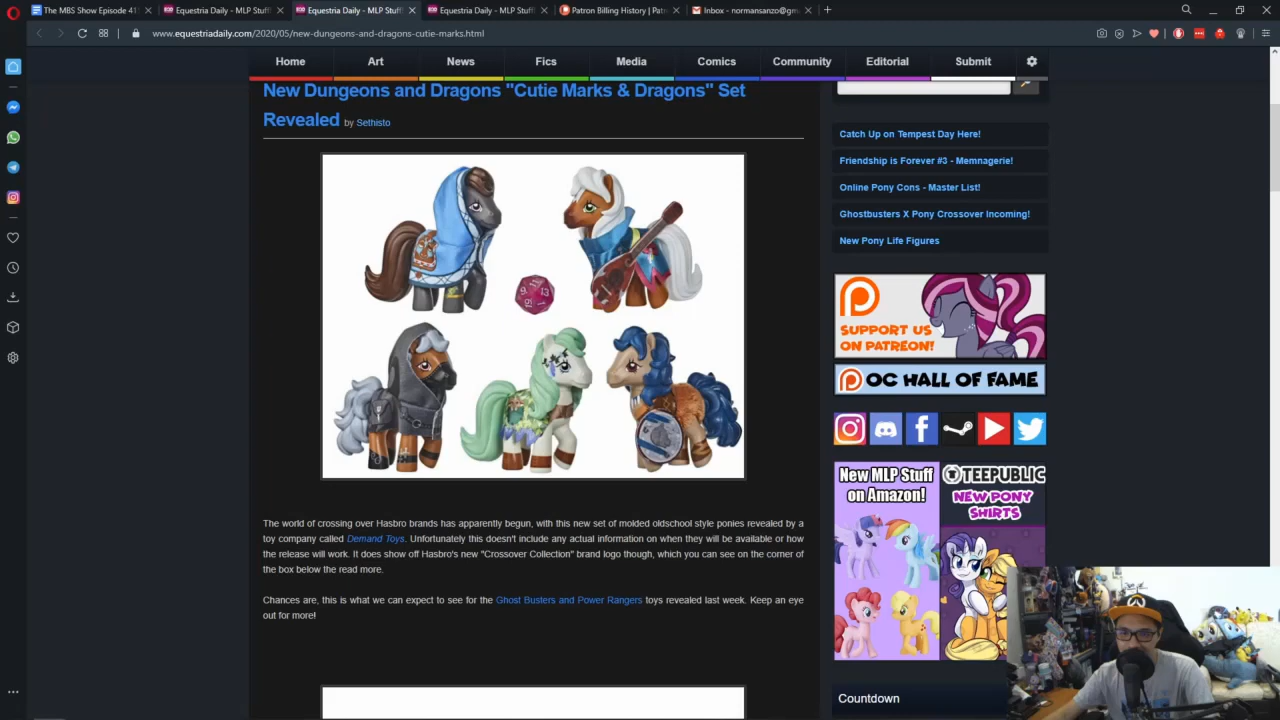 The MBS Show Episode 41
Equestria Daily - MLP Stuf
Equestria Daily - MLP Stuf
Equestria Daily - MLP Stuf
Patron Billing History | Pat
Inbox - normansanzo@gm
www.equestriadaily.com/2020/05/new-dungeons-and-dragons-cutie-marks.html
Home Art News Fics Media Comics Community Editorial Submit
New Dungeons and Dragons "Cutie Marks & Dragons" Set
Revealed by Sethisto
9 13
The world of crossing over Hasbro brands has apparently begun, with this new set of molded oldschool style ponies revealed by a
toy company called Demand Toys. Unfortunately this doesn't include any actual information on when they will be available or how
the release will work. It does show off Hasbro's new "Crossover Collection" brand logo though, which you can see on the corner of
the box below the read more.
Chances are, this is what we can expect to see for the Ghost Busters and Power Rangers toys revealed last week. Keep an eye
out for more!
Catch Up on Tempest Day Here!
Friendship is Forever #3 - Memnagerie!
Online Pony Cons - Master List!
Ghostbusters X Pony Crossover Incoming!
New Pony Life Figures
SUPPORT US
ON PATREON!
OC HALL OF FAME
New MLP Stuff
on Amazon!
TEEPUBLIC
NEW PONY
SHIRTS
Countdown